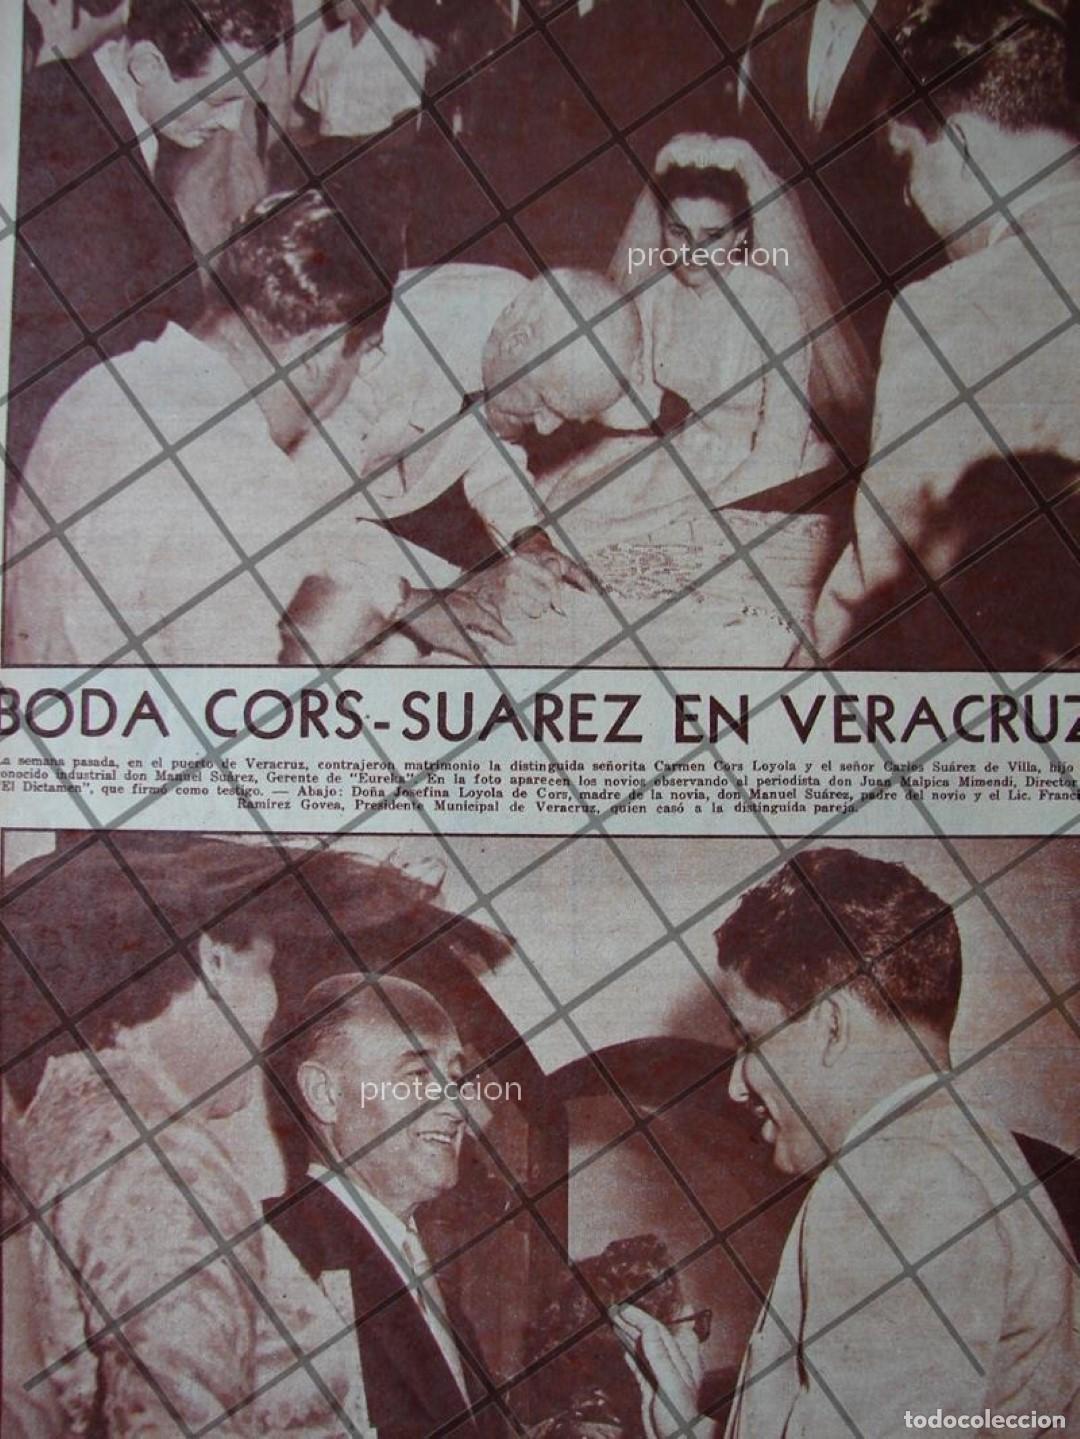 protección
BODA CORS-SUAREZ EN VERACRUZ
La semana pasada, en el puerto de Veracruz, contrajeron matrimonio la distinguida señorita Carmen Cors Loyola y el señor Carlos Suárez de Villa, hijo
onocido industrial don Manuel Suárez, Gerente de "Eureka". En la foto aparecen los novios observando al periodista don Juan Malpica Mimendi, Director
"El Dictamen", que firmó como testigo. — Abajo: Doña Josefina Loyola de Cors, madre de la novia, don Manuel Suárez, padre del novio y el Lic. Franci
Ramírez Govea, Presidente Municipal de Veracruz, quien casó a la distinguida pareja.
protección
todocoleccion